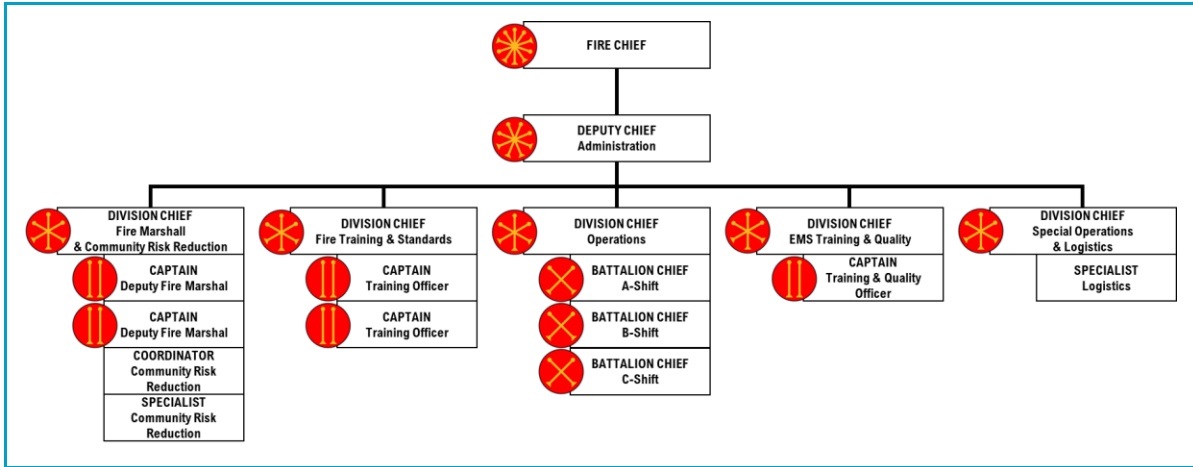 FIRE CHIEF
DEPUTY CHIEF
Administration
DIVISION CHIEF
Fire Marshall
& Community Risk Reduction
CAPTAIN
Deputy Fire Marshal
CAPTAIN
Deputy Fire Marshal
COORDINATOR
Community Risk
Reduction
SPECIALIST
Community Risk
Reduction
DIVISION CHIEF
Fire Training & Standards
CAPTAIN
Training Officer
CAPTAIN
Training Officer
DIVISION CHIEF
Operations
BATTALION CHIEF
A-Shift
BATTALION CHIEF
B-Shift
BATTALION CHIEF
C-Shift
DIVISION CHIEF
EMS Training & Quality
CAPTAIN
Training & Quality
Officer
DIVISION CHIEF
Special Operations
& Logistics
SPECIALIST
Logistics